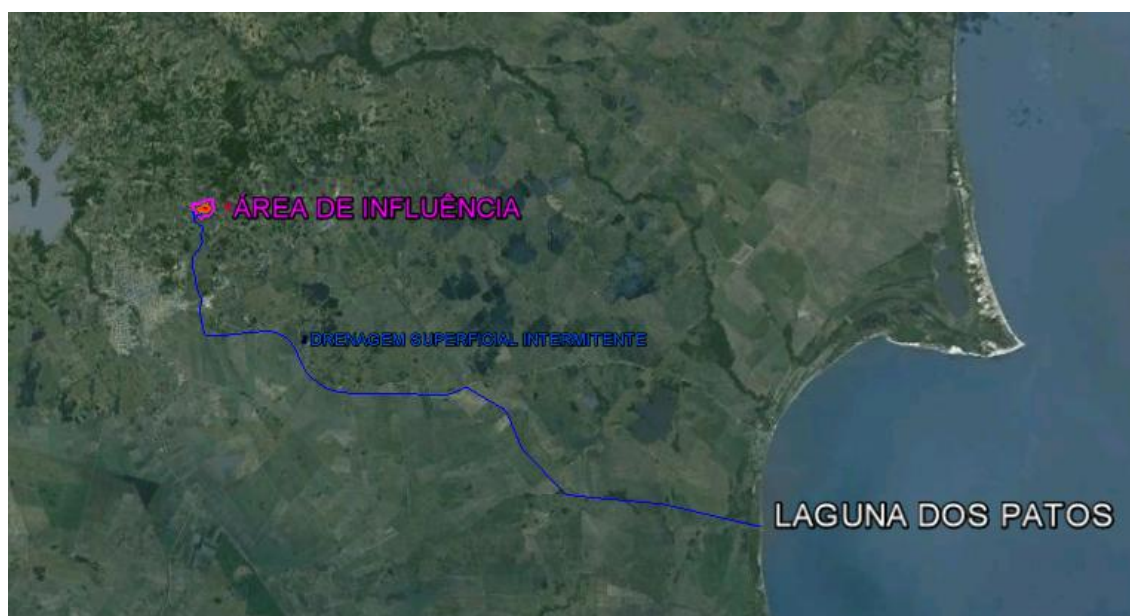 ÁREA DE INFLUÊNCIA
DRENAGEM SUPERFICIAL INTERMITENTE
LAGUNA DOS PATOS